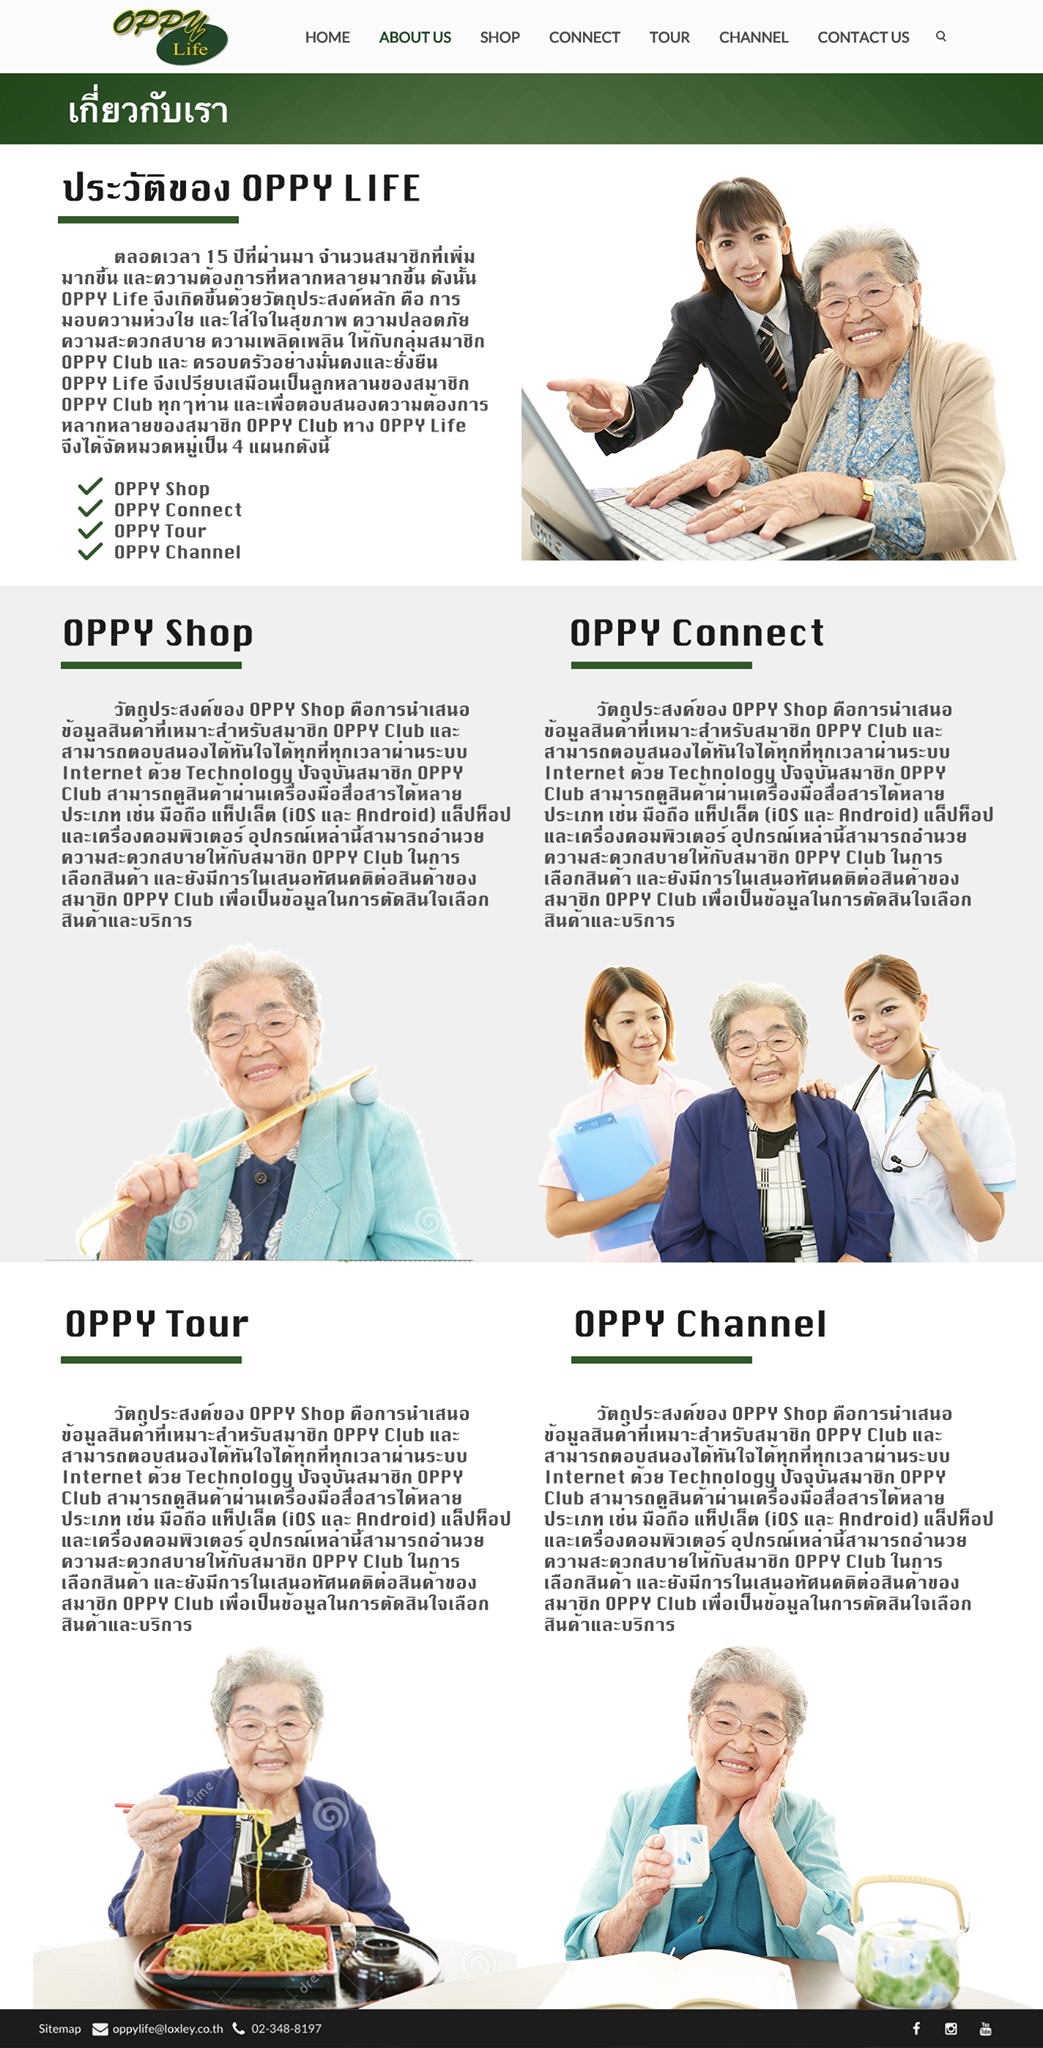 OPPY
Life
HOME ABOUT US SHOP CONNECT TOUR CHANNEL CONTACT US
เกี่ยวกับเรา
ประวัติของ OPPY LIFE
ตลอดเวลา 15 ปีที่ผ่านมา จำนวนสมาชิกที่เพิ่ม
มากขึ้น และความต้องการที่หลากหลายมากขึ้น ดังนั้น
OPPY Life จึงเกิดขึ้นด้วยวัตถุประสงค์หลัก คือ การ
มอบความห่วงใย และใส่ใจในสุขภาพ ความปลอดภัย
ความสะดวกสบาย ความเพลิดเพลิน ให้กับกลุ่มสมาชิก
OPPY Club และ ครอบครัวอย่างมั่นคงและยั่งยืน
OPPY Life จึงเปรียบเสมือนเป็นลูกหลานของสมาชิก
OPPY Club ทุกๆท่าน และเพื่อตอบสนองความต้องการ
หลากหลายของสมาชิก OPPY Club ทาง OPPY Life
จึงได้จัดหมวดหมู่เป็น 4 แผนกดังนี้
OPPY Shop
OPPY Connect
OPPY Tour
OPPY Channel
OPPY Shop
วัตถุประสงค์ของ OPPY Shop คือการนำเสนอ
ข้อมูลสินค้าที่เหมาะสำหรับสมาชิก OPPY Club และ
สามารถตอบสนองได้ทันใจได้ทุกที่ทุกเวลาผ่านระบบ
Internet ด้วย Technology ปัจจุบันสมาชิก OPPY
Club สามารถดูสินค้าผ่านเครื่องมือสื่อสารได้หลาย
ประเภท เช่น มือถือ แท็ปเล็ต (iOS และ Android) แล็ปท็อป
และเครื่องคอมพิวเตอร์ อุปกรณ์เหล่านี้สามารถอำนวย
ความสะดวกสบายให้กับสมาชิก OPPY Club ในการ
เลือกสินค้า และยังมีการในเสนอทัศนคติต่อสินค้าของ
สมาชิก OPPY Club เพื่อเป็นข้อมูลในการตัดสินใจเลือก
สินค้าและบริการ
OPPY Connect
วัตถุประสงค์ของ OPPY Shop คือการนำเสนอ
ข้อมูลสินค้าที่เหมาะสำหรับสมาชิก OPPY Club และ
สามารถตอบสนองได้ทันใจได้ทุกที่ทุกเวลาผ่านระบบ
Internet ด้วย Technology ปัจจุบันสมาชิก OPPY
Club สามารถดูสินค้าผ่านเครื่องมือสื่อสารได้หลาย
ประเภท เช่น มือถือ แท็ปเล็ต (iOS และ Android) แล็ปท็อป
และเครื่องคอมพิวเตอร์ อุปกรณ์เหล่านี้สามารถอำนวย
ความสะดวกสบายให้กับสมาชิก OPPY Club ในการ
เลือกสินค้า และยังมีการในเสนอทัศนคติต่อสินค้าของ
สมาชิก OPPY Club เพื่อเป็นข้อมูลในการตัดสินใจเลือก
สินค้าและบริการ
OPPY Tour
วัตถุประสงค์ของ OPPY Shop คือการนำเสนอ
ข้อมูลสินค้าที่เหมาะสำหรับสมาชิก OPPY Club และ
สามารถตอบสนองได้ทันใจได้ทุกที่ทุกเวลาผ่านระบบ
Internet ด้วย Technology ปัจจุบันสมาชิก OPPY
Club สามารถดูสินค้าผ่านเครื่องมือสื่อสารได้หลาย
ประเภท เช่น มือถือ แท็ปเล็ต (iOS และ Android) แล็ปท็อป
และเครื่องคอมพิวเตอร์ อุปกรณ์เหล่านี้สามารถอำนวย
ความสะดวกสบายให้กับสมาชิก OPPY Club ในการ
เลือกสินค้า และยังมีการในเสนอทัศนคติต่อสินค้าของ
สมาชิก OPPY Club เพื่อเป็นข้อมูลในการตัดสินใจเลือก
สินค้าและบริการ
OPPY Channel
วัตถุประสงค์ของ OPPY Shop คือการนำเสนอ
ข้อมูลสินค้าที่เหมาะสำหรับสมาชิก OPPY Club และ
สามารถตอบสนองได้ทันใจได้ทุกที่ทุกเวลาผ่านระบบ
Internet ด้วย Technology ปัจจุบันสมาชิก OPPY
Club สามารถดูสินค้าผ่านเครื่องมือสื่อสารได้หลาย
ประเภท เช่น มือถือ แท็ปเล็ต (iOS และ Android) แล็ปท็อป
และเครื่องคอมพิวเตอร์ อุปกรณ์เหล่านี้สามารถอำนวย
ความสะดวกสบายให้กับสมาชิก OPPY Club ในการ
เลือกสินค้า และยังมีการในเสนอทัศนคติต่อสินค้าของ
สมาชิก OPPY Club เพื่อเป็นข้อมูลในการตัดสินใจเลือก
สินค้าและบริการ
Sitemap oppylife@loxley.co.th 02-348-8197